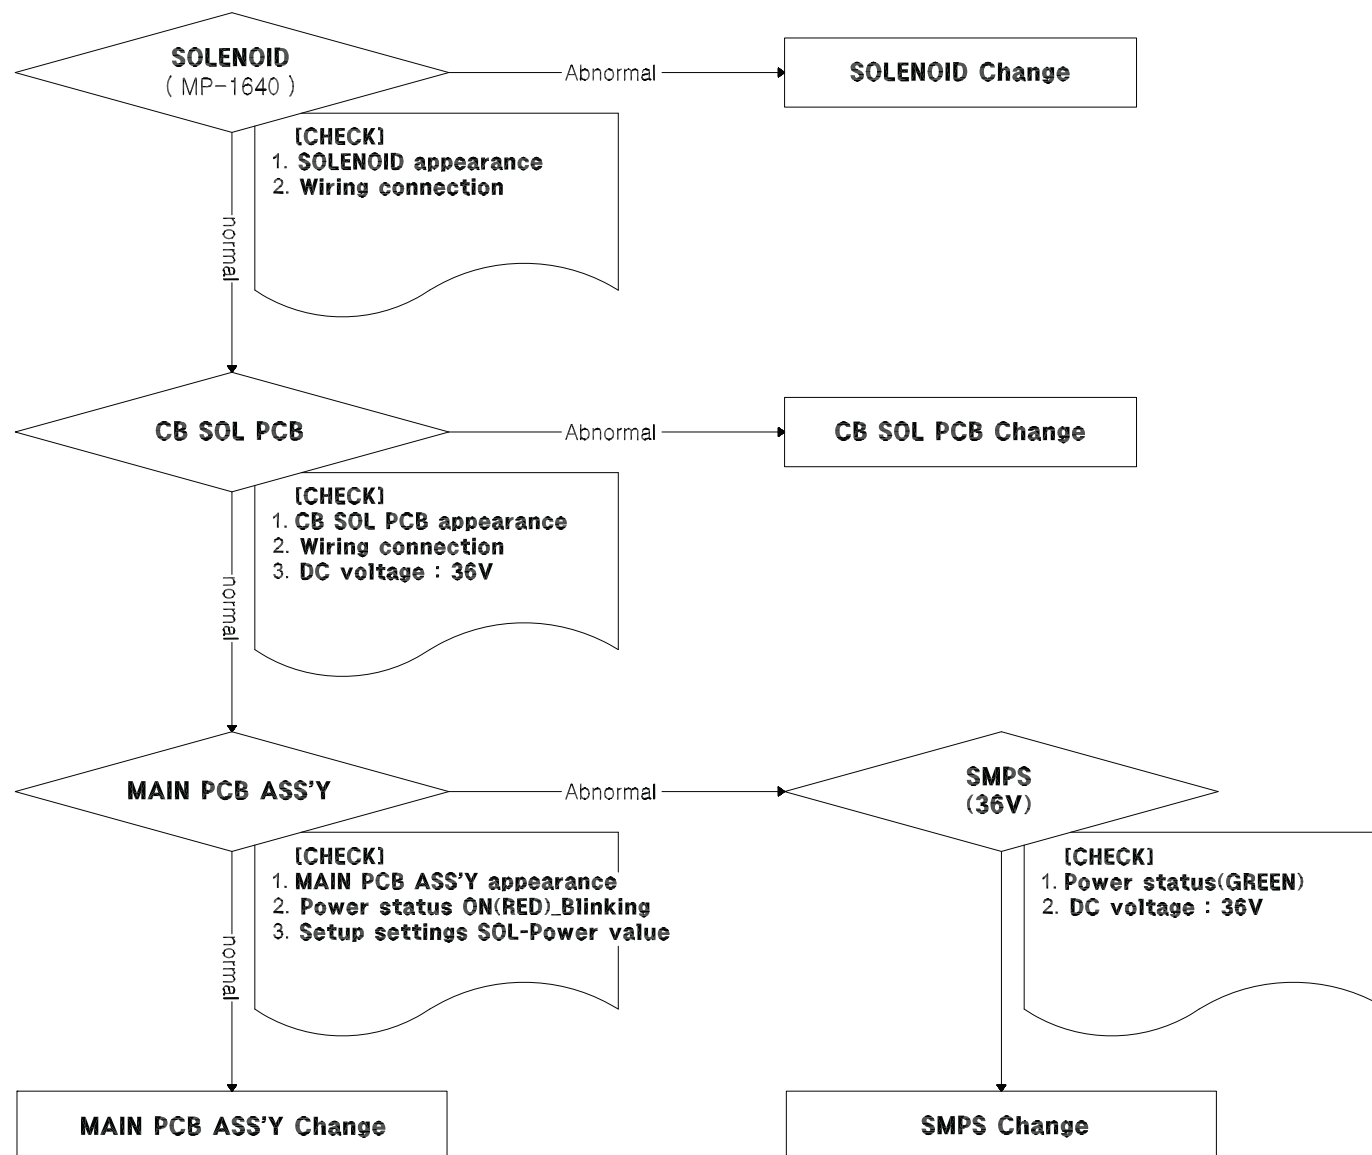 SOLENOID
( MP-1640 )
Abnormal
SOLENOID Change
[CHECK]
1. SOLENOID appearance
2. Wiring connection
normal
CB SOL PCB
Abnormal
CB SOL PCB Change
[CHECK]
1. CB SOL PCB appearance
2. Wiring connection
3. DC voltage : 36V
normal
MAIN PCB ASS'Y
Abnormal
SMPS
(36V)
[CHECK]
1. MAIN PCB ASS'Y appearance
2. Power status ON(RED)_Blinking
3. Setup settings SOL-Power value
normal
[CHECK]
1. Power status(GREEN)
2. DC voltage : 36V
MAIN PCB ASS'Y Change
SMPS Change